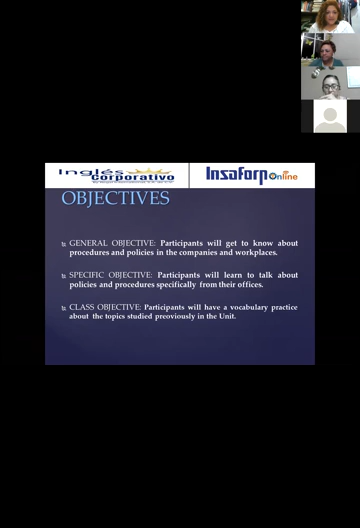 Inglés
Corporativo
Insaforp Online
OBJECTIVES
GENERAL OBJECTIVE: Participants will get to know about
procedures and policies in the companies and workplaces.
SPECIFIC OBJECTIVE: Participants will learn to talk about
policies and procedures specifically from their offices.
CLASS OBJECTIVE: Participants will have a vocabulary practice
about the topics studied preoviously in the Unit.